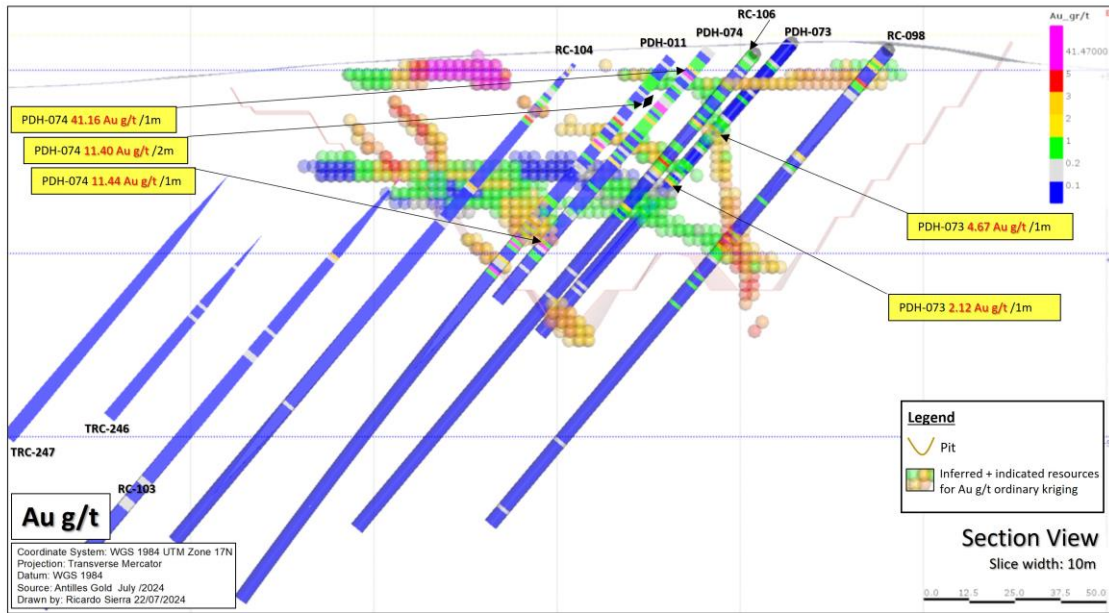 Au_gr/t
41.47000
5
3
2
1
0.2
0.1
RC-106
RC-104
PDH-011
PDH-074
PDH-073
RC-098
PDH-074 41.16 Au g/t /1m
PDH-074 11.40 Au g/t /2m
PDH-074 11.44 Au g/t /1m
PDH-073 4.67 Au g/t /1m
PDH-073 2.12 Au g/t /1m
TRC-247
TRC-246
RC-103
Legend
Pit
Inferred + indicated resources
for Au g/t ordinary kriging
Au g/t
Coordinate System: WGS 1984 UTM Zone 17N
Projection: Transverse Mercator
Datum: WGS 1984
Source: Antilles Gold July /2024
Drawn by: Ricardo Sierra 22/07/2024
Section View
Slice width: 10m
0.0 12.5 25.0 37.5 50.0